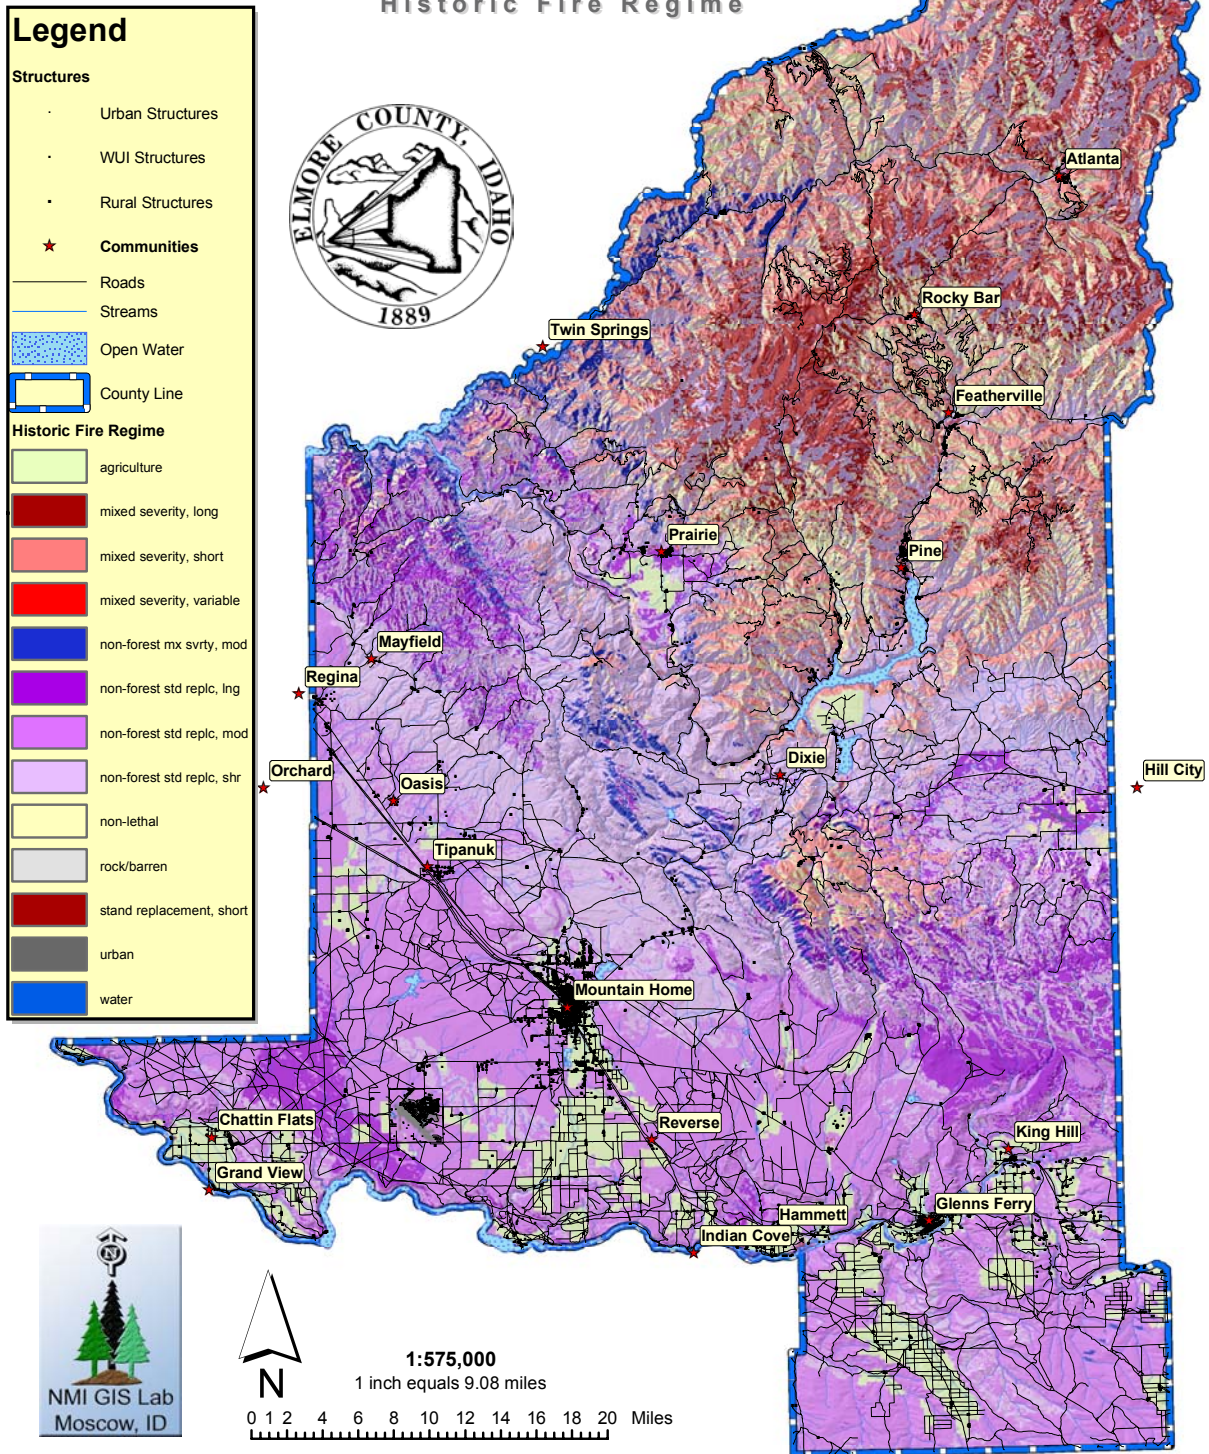 Historic Fire Regime
Legend
Structures
Urban Structures
WUI Structures
Rural Structures
Communities
Roads
Streams
Open Water
County Line
Historic Fire Regime
agriculture
mixed severity, long
mixed severity, short
mixed severity, variable
non-forest mx svrty, mod
non-forest std replc, lng
non-forest std replc, mod
non-forest std replc, shr
non-lethal
rock/barren
stand replacement, short
urban
water
ELMORE COUNTY, IDAHO
1889
Atlanta
Rocky Bar
Twin Springs
Featherville
Prairie
Pine
Mayfield
Regina
Orchard
Oasis
Dixie
Hill City
Tipanuk
Mountain Home
Chattin Flats
Reverse
King Hill
Grand View
Hammett
Glenns Ferry
Indian Cove
N
NMI GIS Lab
Moscow, ID
N
1:575,000
1 inch equals 9.08 miles
0 1 2 4 6 8 10 12 14 16 18 20 Miles